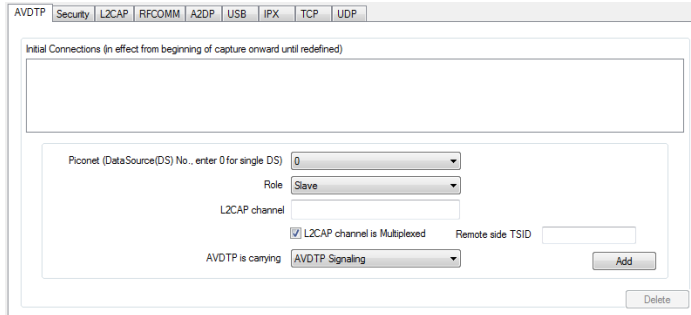 AVDTP Security L2CAP RFCOMM A2DP USB IPX TCP UDP
Initial Connections (in effect from beginning of capture onward until redefined)
Piconet (DataSource(DS) No., enter 0 for single DS) 0
Role Slave
L2CAP channel
L2CAP channel is Multiplexed Remote side TSID
AVDTP is carrying AVDTP Signaling Add
Delete